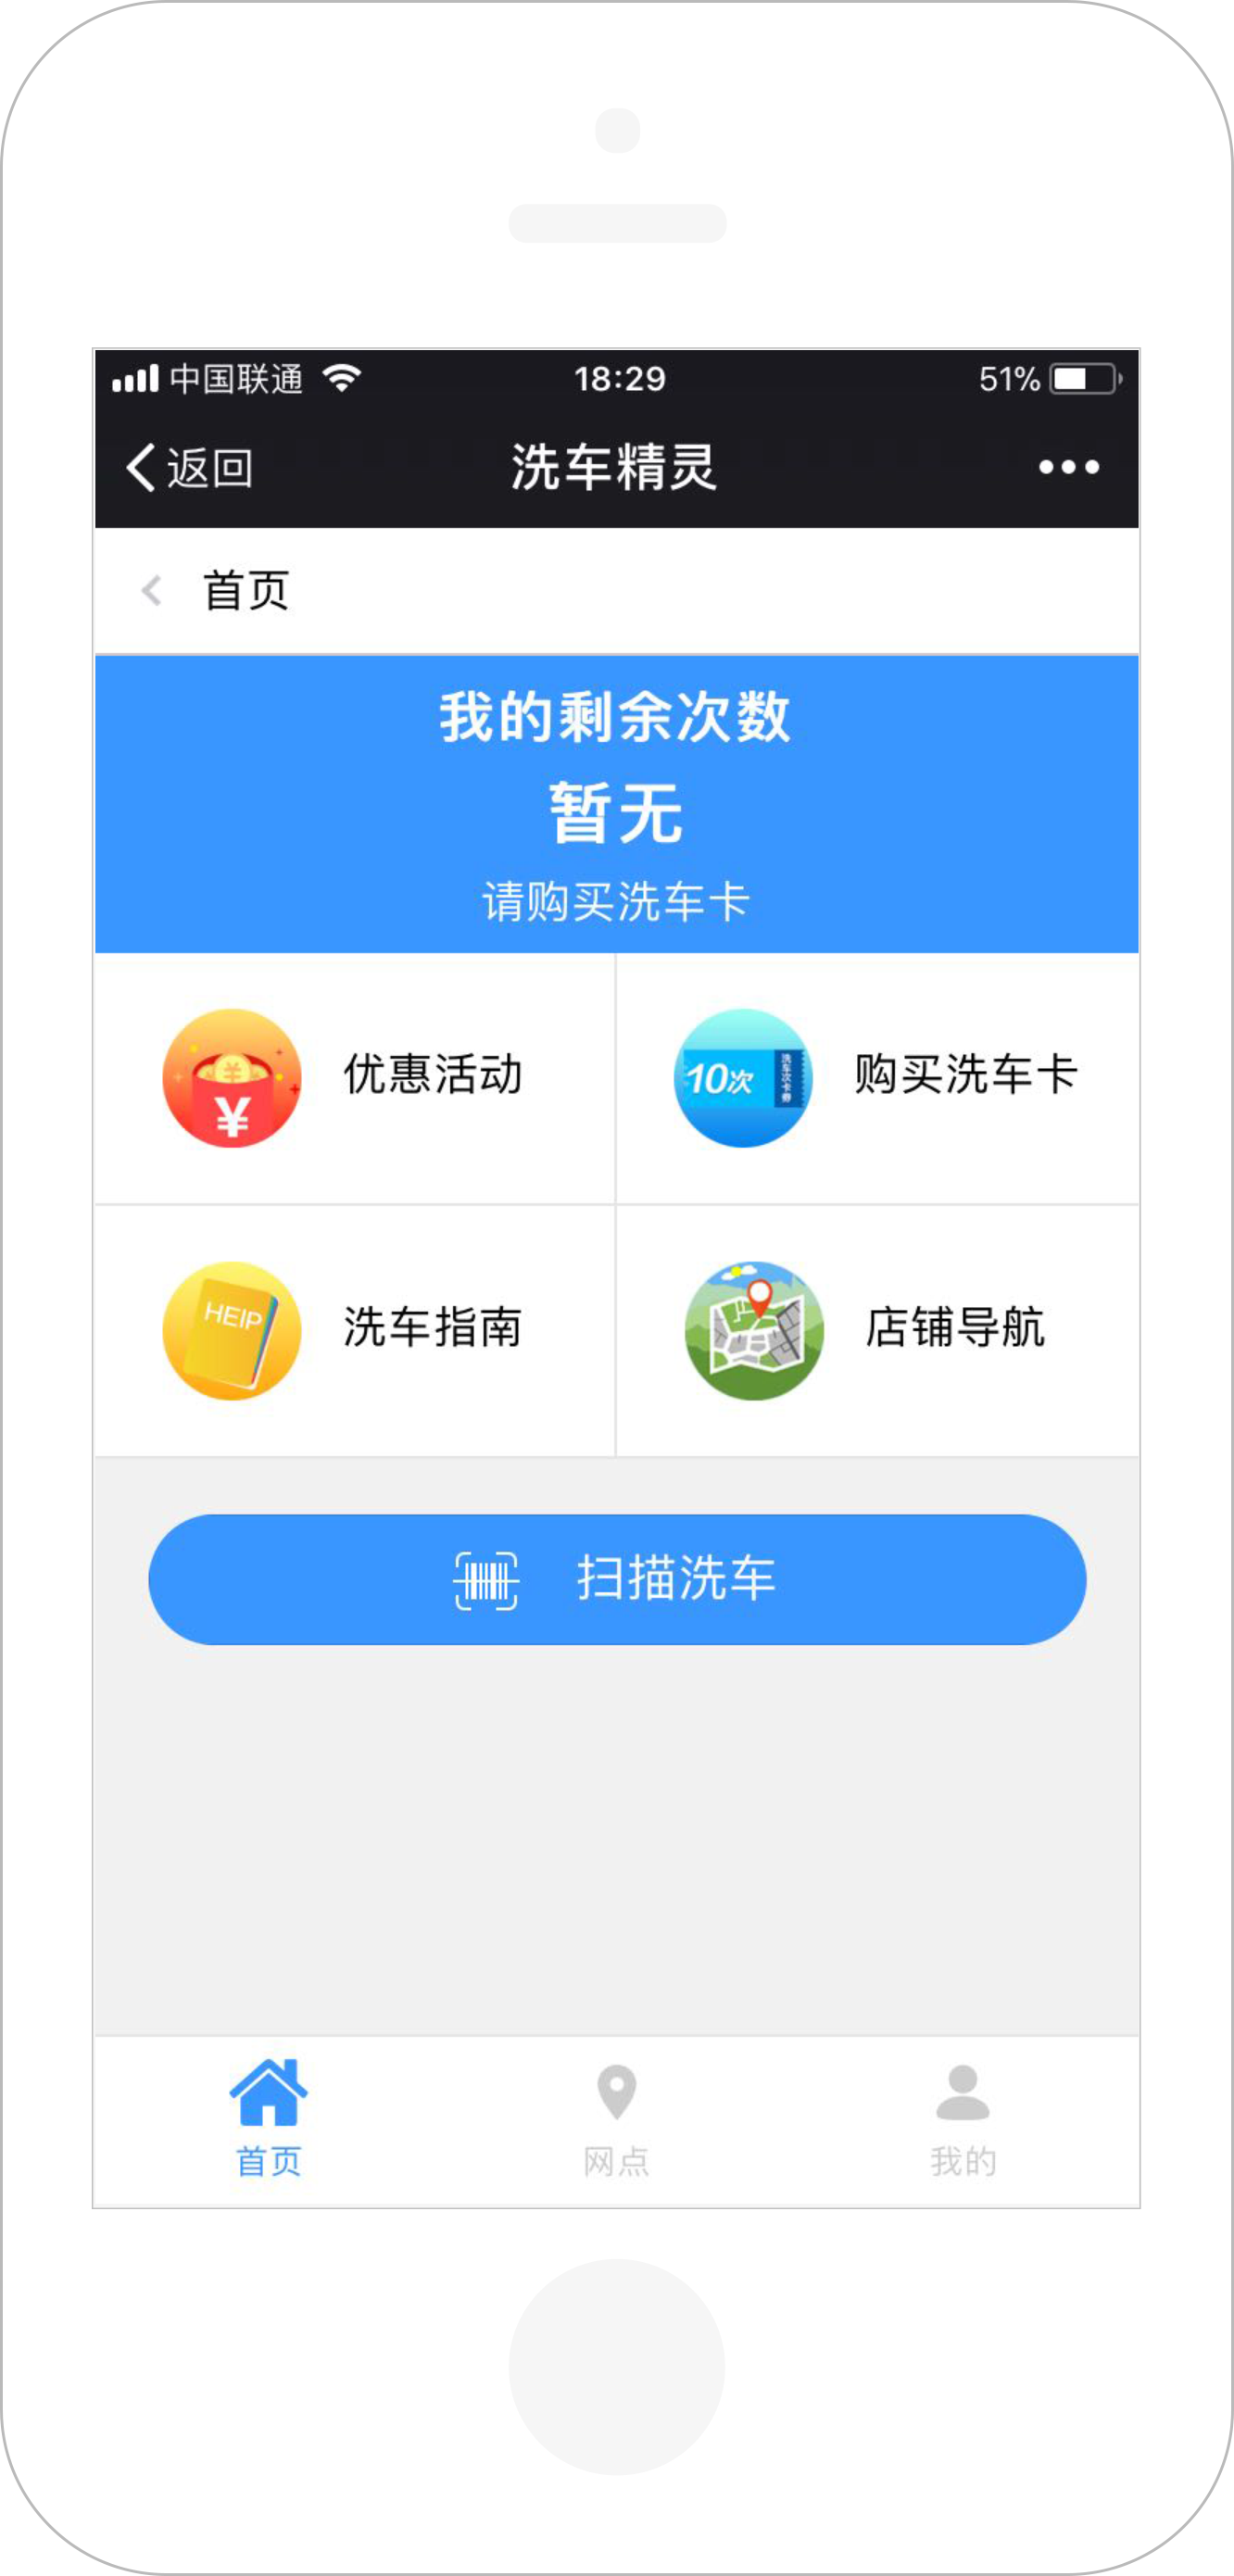 中国联通 18:29 51%
返回 洗车精灵
首页
我的剩余次数
暂无
请购买洗车卡
¥
优惠活动
10次 洗车次卡券
购买洗车卡
HEIP
洗车指南
店铺导航
扫描洗车
首页 网点 我的